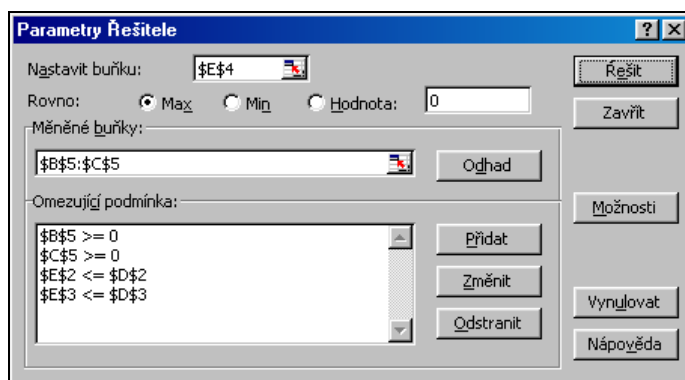 Parametry Řešitele
Nastavit buňku: $E$4
Řešit
Rovno: Max Min Hodnota: 0
Zavřít
Měněné buňky:
$B$5:$C$5 Odhad
Omezující podmínka:
Možnosti
$B$5 >= 0
$C$5 >= 0
$E$2 <= $D$2
$E$3 <= $D$3
Přidat
Změnit
Odstranit
Vynulovat
Nápověda